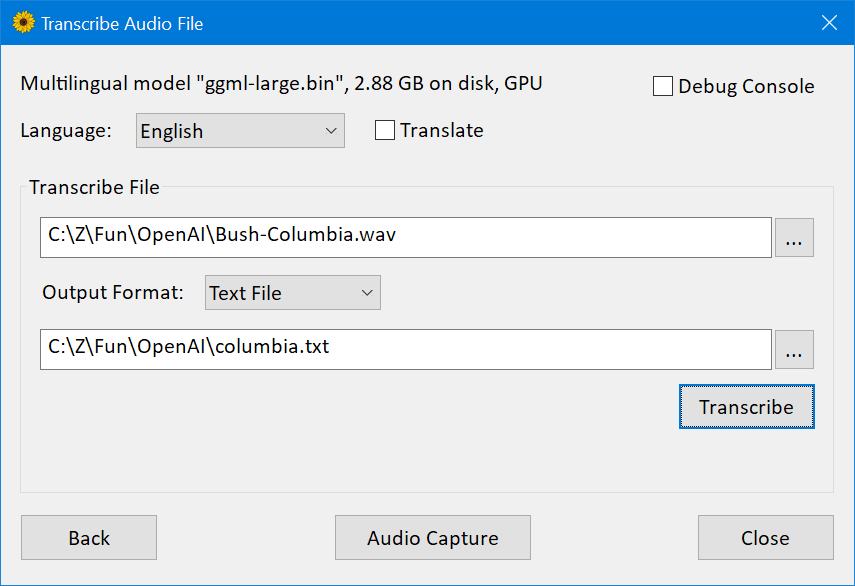 Transcribe Audio File
Multilingual model "ggml-large.bin", 2.88 GB on disk, GPU
Debug Console
Language: English
Translate
Transcribe File
C:\Z\Fun\OpenAI\Bush-Columbia.wav
...
Output Format: Text File
C:\Z\Fun\OpenAI\columbia.txt
...
Transcribe
Back
Audio Capture
Close